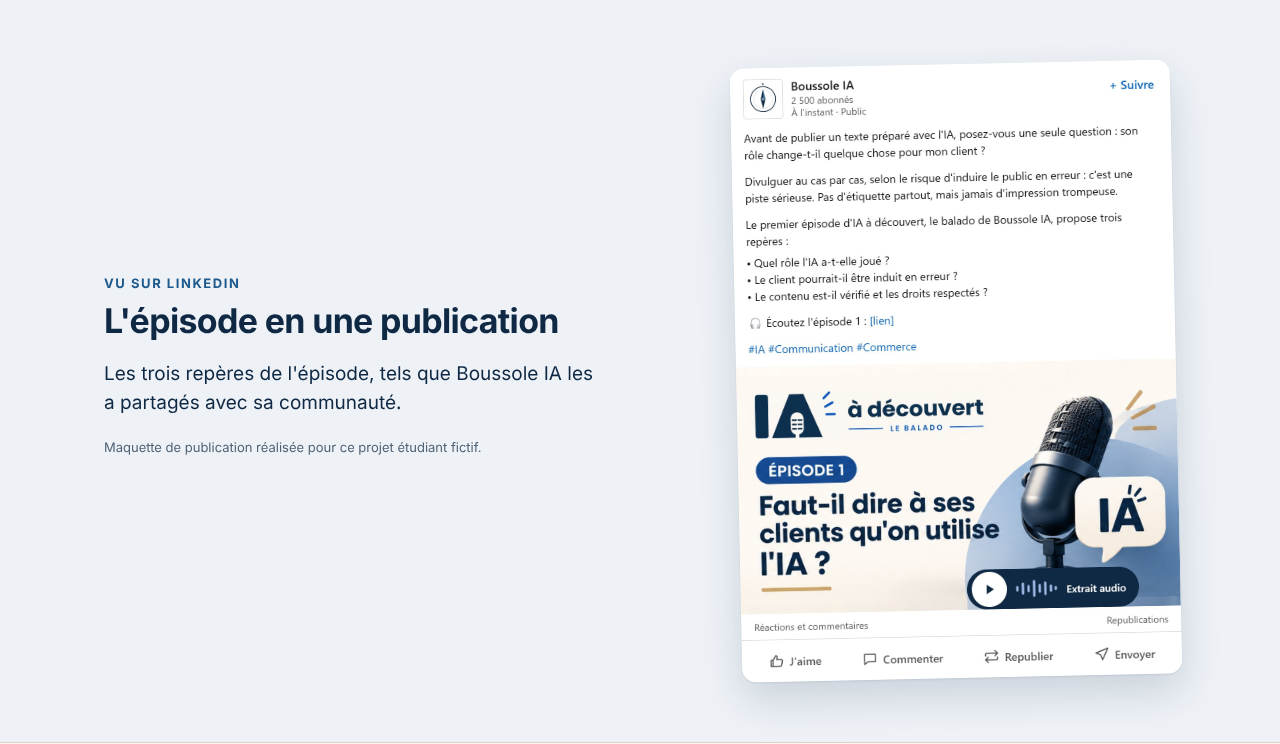 VU SUR LINKEDIN
L'épisode en une publication
Les trois repères de l'épisode, tels que Boussole IA les
a partagés avec sa communauté.
Maquette de publication réalisée pour ce projet étudiant fictif.
Boussole IA
2 500 abonnés
À l'instant · Public
+ Suivre
Avant de publier un texte préparé avec l'IA, posez-vous une seule question : son
rôle change-t-il quelque chose pour mon client ?
Divulguer au cas par cas, selon le risque d'induire le public en erreur : c'est une
piste sérieuse. Pas d'étiquette partout, mais jamais d'impression trompeuse.
Le premier épisode d'IA à découvert, le balado de Boussole IA, propose trois
repères :
• Quel rôle l'IA a-t-elle joué ?
• Le client pourrait-il être induit en erreur ?
• Le contenu est-il vérifié et les droits respectés ?
🎧 Écoutez l'épisode 1 : [lien]
#IA #Communication #Commerce
IA à découvert
LE BALADO
ÉPISODE 1
Faut-il dire à ses
clients qu'on utilise
l'IA ?
IA
Extrait audio
Réactions et commentaires
Republications
J'aime
Commenter
Republier
Envoyer